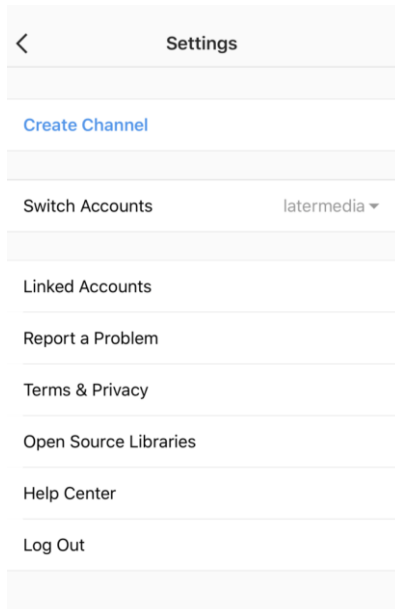 Settings
Create Channel
Switch Accounts latermedia
Linked Accounts
Report a Problem
Terms & Privacy
Open Source Libraries
Help Center
Log Out